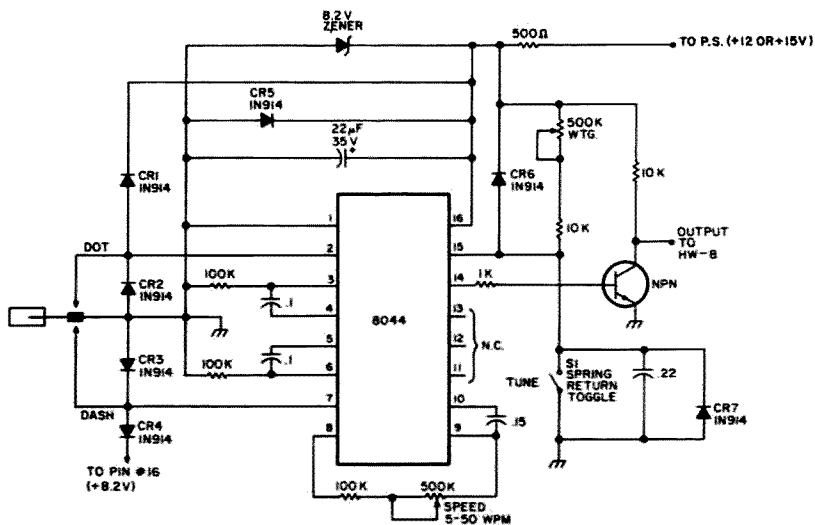 8.2 V
ZENER
500Ω
TO P.S. (+12 OR +15V)
CR5
1N914
22µF
35V
+
500K
WTG.
CR1
1N914
CR6
1N914
10K
10K
1
16
2
15
DOT
OUTPUT
TO
HW-8
100K
3
14
1K
NPN
CR2
1N914
.1
4
13
8044
12
N.C.
5
.1
11
6
100K
CR3
1N914
TUNE
S1
SPRING
RETURN
TOGGLE
.22
CR7
1N914
7
10
.15
DASH
8
9
CR4
1N914
TO PIN #16
(+8.2V)
100K
500K
SPEED
5-50 WPM